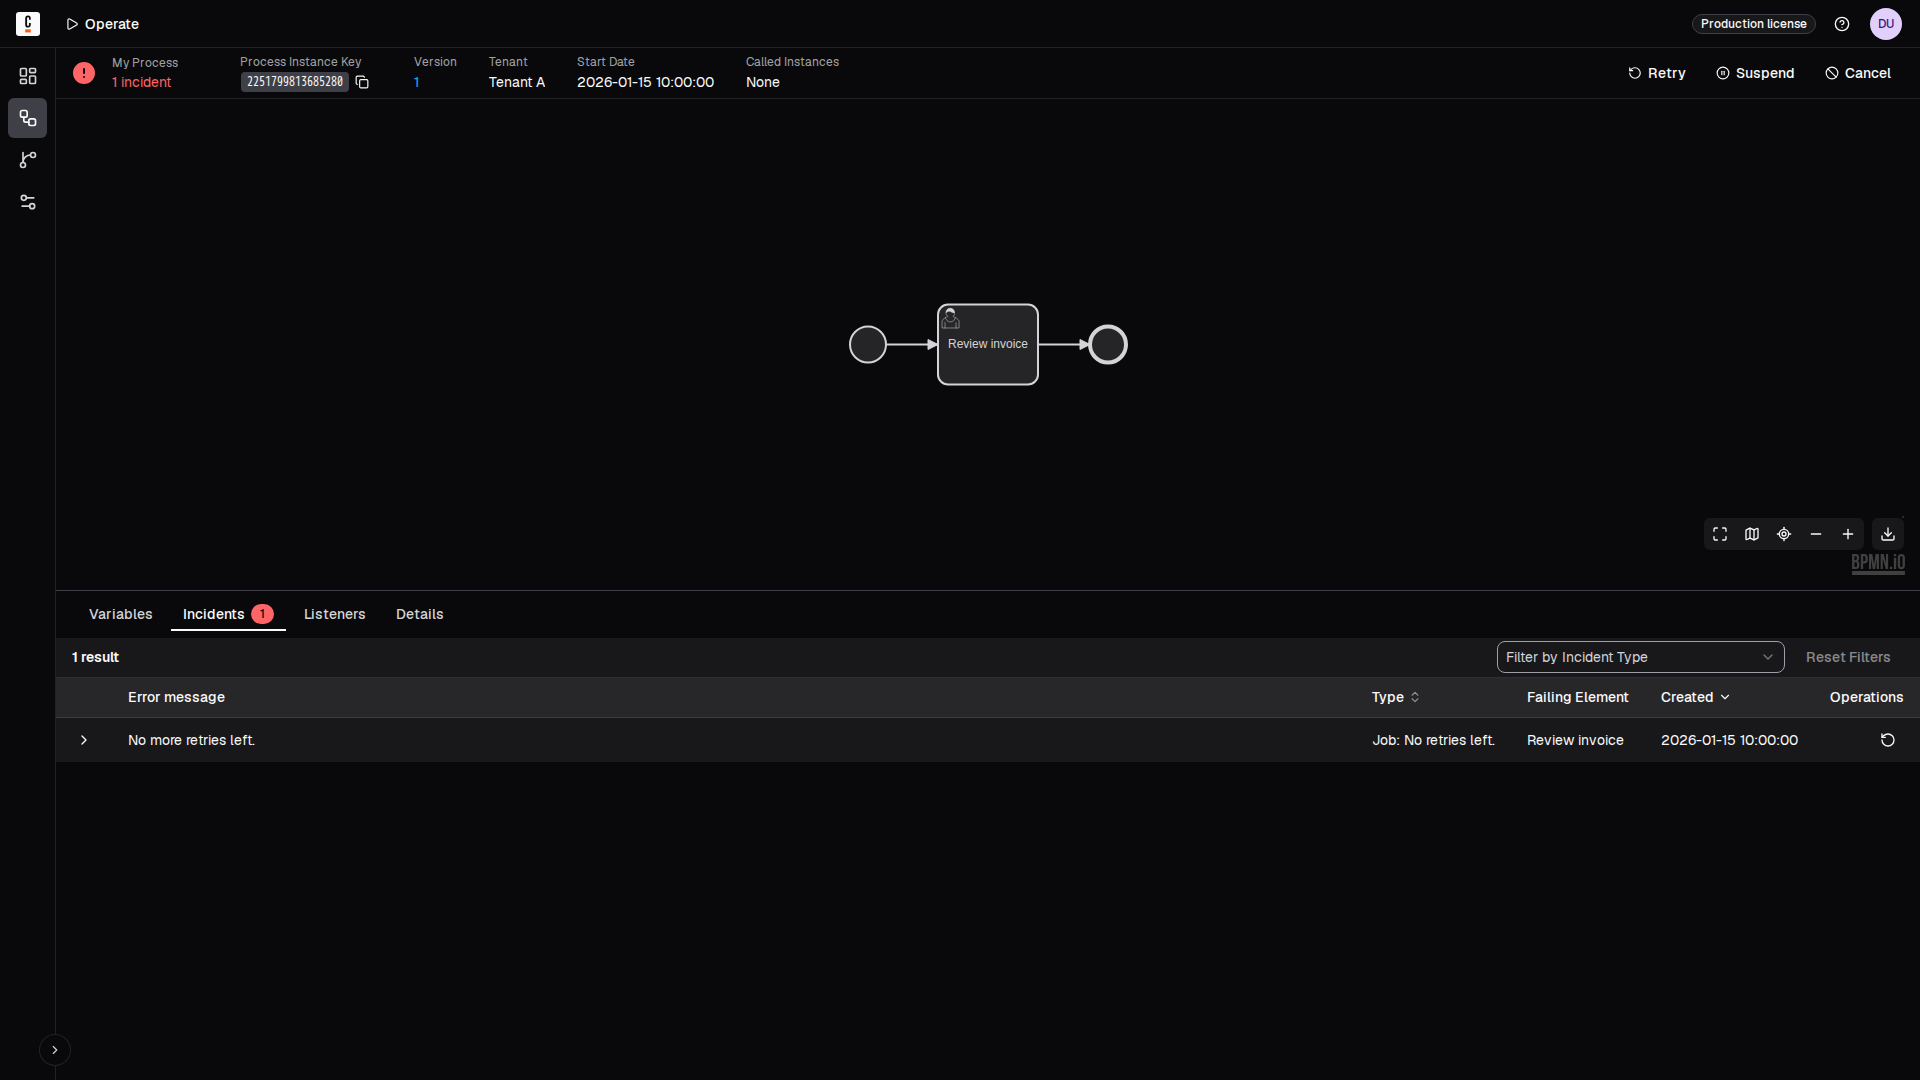 Operate
Production license
DU
My Process
1 incident
Process Instance Key
2251799813685280
Version
1
Tenant
Tenant A
Start Date
2026-01-15 10:00:00
Called Instances
None
Retry
Suspend
Cancel
Review invoice
BPMN.iO
Variables
Incidents 1
Listeners
Details
1 result
Filter by Incident Type
Reset Filters
Error message
Type
Failing Element
Created
Operations
No more retries left.
Job: No retries left.
Review invoice
2026-01-15 10:00:00